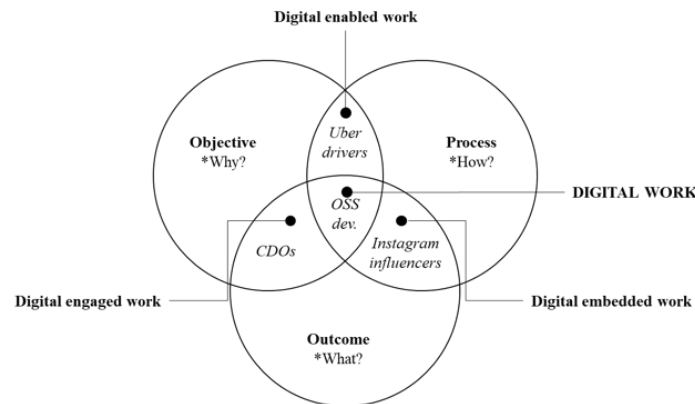 Digital enabled work
Uber
drivers
Objective
*Why?
Process
*How?
DIGITAL WORK
OSS
dev.
CDOs
Instagram
influencers
Digital engaged work
Digital embedded work
Outcome
*What?